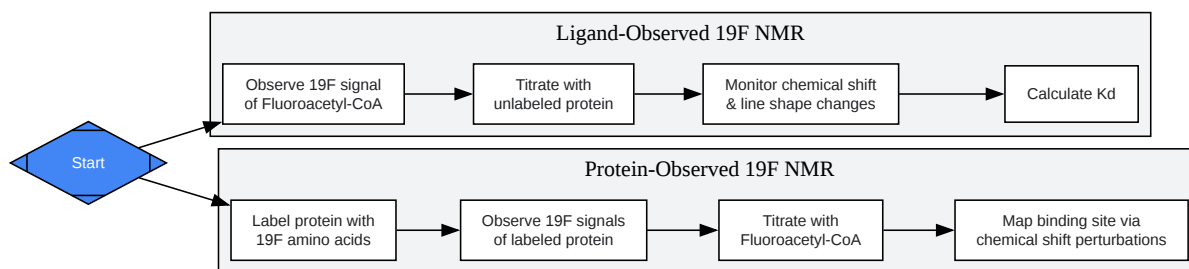 Ligand-Observed 19F NMR
Observe 19F signal
of Fluoroacetyl-CoA
Titrate with
unlabeled protein
Monitor chemical shift
& line shape changes
Calculate Kd
Start
Protein-Observed 19F NMR
Label protein with
19F amino acids
Observe 19F signals
of labeled protein
Titrate with
Fluoroacetyl-CoA
Map binding site via
chemical shift perturbations